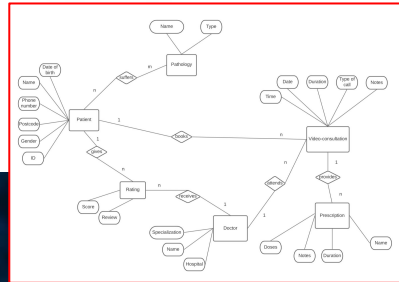 Name
Type
Pathology
suffers
n
m
Date of
birth
Name
Phone
number
Postcode
Gender
ID
Patient
1
1
books
n
gives
n
Rating
Score
Review
n
receives
1
Doctor
Specialization
Name
Hospital
1
attends
n
Date
Duration
Type of
call
Notes
Time
Video-consultation
1
provides
n
Prescription
Doses
Notes
Duration
Name